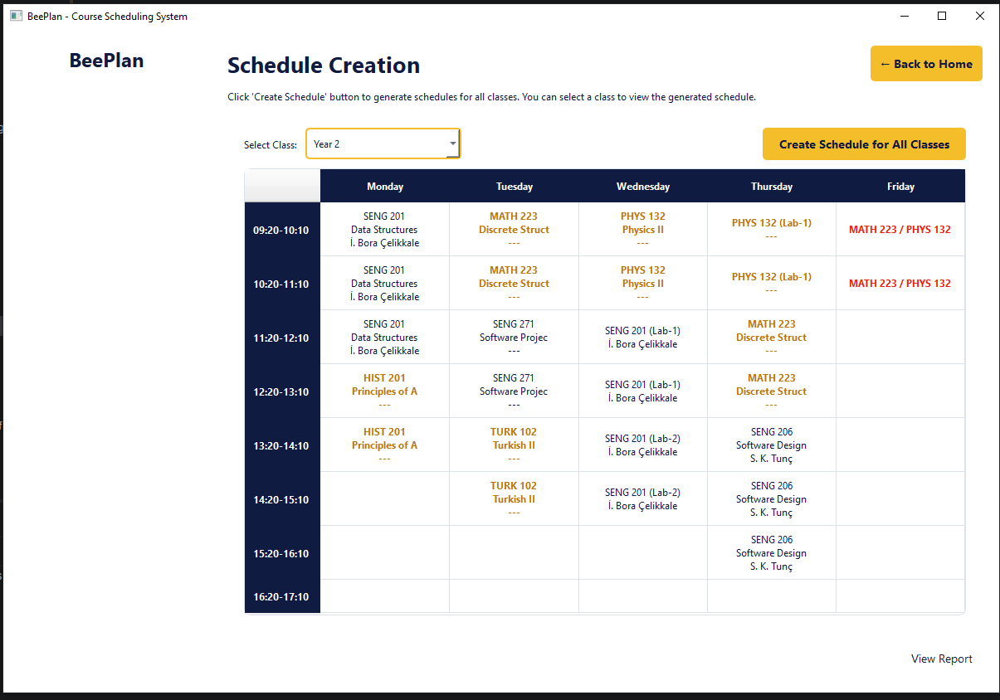 BeePlan - Course Scheduling System
BeePlan
Schedule Creation
← Back to Home
Click 'Create Schedule' button to generate schedules for all classes. You can select a class to view the generated schedule.
Select Class:
Year 2
Create Schedule for All Classes
Monday
Tuesday
Wednesday
Thursday
Friday
09:20-10:10
SENG 201
Data Structures
İ. Bora Çelikkale
MATH 223
Discrete Struct
---
PHYS 132
Physics II
---
PHYS 132 (Lab-1)
---
MATH 223 / PHYS 132
10:20-11:10
SENG 201
Data Structures
İ. Bora Çelikkale
MATH 223
Discrete Struct
---
PHYS 132
Physics II
---
PHYS 132 (Lab-1)
---
MATH 223 / PHYS 132
11:20-12:10
SENG 201
Data Structures
İ. Bora Çelikkale
SENG 271
Software Projec
---
SENG 201 (Lab-1)
İ. Bora Çelikkale
MATH 223
Discrete Struct
---
12:20-13:10
HIST 201
Principles of A
---
SENG 271
Software Projec
---
SENG 201 (Lab-1)
İ. Bora Çelikkale
MATH 223
Discrete Struct
---
13:20-14:10
HIST 201
Principles of A
---
TURK 102
Turkish II
---
SENG 201 (Lab-2)
İ. Bora Çelikkale
SENG 206
Software Design
S. K. Tunç
14:20-15:10
TURK 102
Turkish II
---
SENG 201 (Lab-2)
İ. Bora Çelikkale
SENG 206
Software Design
S. K. Tunç
15:20-16:10
SENG 206
Software Design
S. K. Tunç
16:20-17:10
View Report